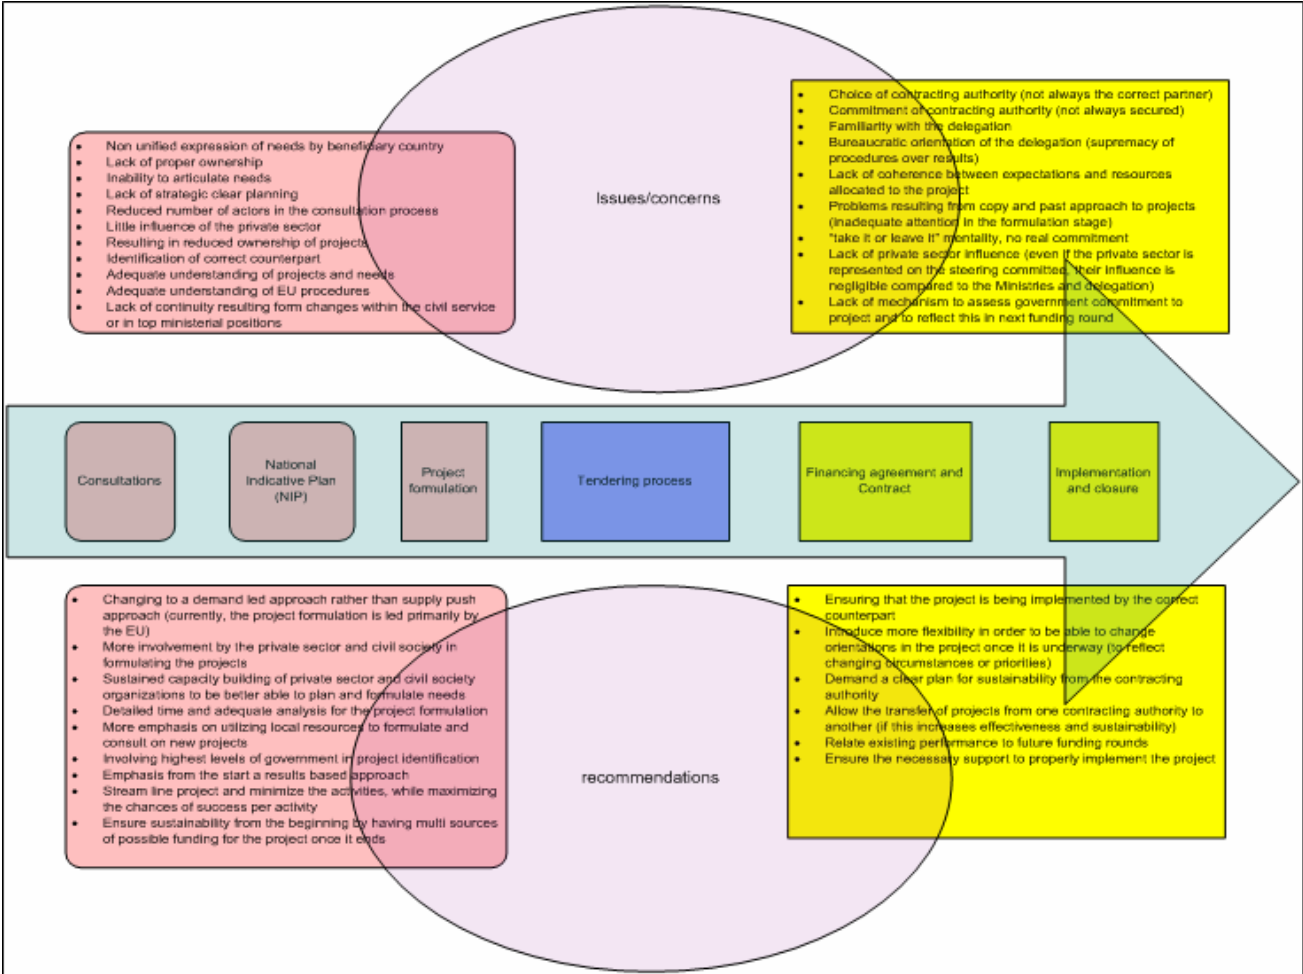 Issues/concerns
• Non unified expression of needs by beneficiary country
• Lack of proper ownership
• Inability to articulate needs
• Lack of strategic clear planning
• Reduced number of actors in the consultation process
• Little influence of the private sector
• Resulting in reduced ownership of projects
• Identification of correct counterpart
• Adequate understanding of projects and needs
• Adequate understanding of EU procedures
• Lack of continuity resulting form changes within the civil service
or in top ministerial positions
• Choice of contracting authority (not always the correct partner)
• Commitment of contracting authority (not always secured)
• Familiarity with the delegation
• Bureaucratic orientation of the delegation (supremacy of
procedures over results)
• Lack of coherence between expectations and resources
allocated to the project
• Problems resulting from copy and past approach to projects
(inadequate attention in the formulation stage)
• "take it or leave it" mentality, no real commitment
• Lack of private sector influence (even if the private sector is
represented on the steering committee, their influence is
negligible compared to the Ministries and delegation)
• Lack of mechanism to assess government commitment to
project and to reflect this in next funding round
Consultations
National
Indicative Plan
(NIP)
Project
formulation
Tendering process
Financing agreement and
Contract
Implementation
and closure
• Changing to a demand led approach rather than supply push
approach (currently, the project formulation is led primarily by
the EU)
• More involvement by the private sector and civil society in
formulating the projects
• Sustained capacity building of private sector and civil society
organizations to be better able to plan and formulate needs
• Detailed time and adequate analysis for the project formulation
• More emphasis on utilizing local resources to formulate and
consult on new projects
• Involving highest levels of government in project identification
• Emphasis from the start a results based approach
• Stream line project and minimize the activities, while maximizing
the chances of success per activity
• Ensure sustainability from the beginning by having multi sources
of possible funding for the project once it ends
recommendations
• Ensuring that the project is being implemented by the correct
counterpart
• Introduce more flexibility in order to be able to change
orientations in the project once it is underway (to reflect
changing circumstances or priorities)
• Demand a clear plan for sustainability from the contracting
authority
• Allow the transfer of projects from one contracting authority to
another (if this increases effectiveness and sustainability)
• Relate existing performance to future funding rounds
• Ensure the necessary support to properly implement the project